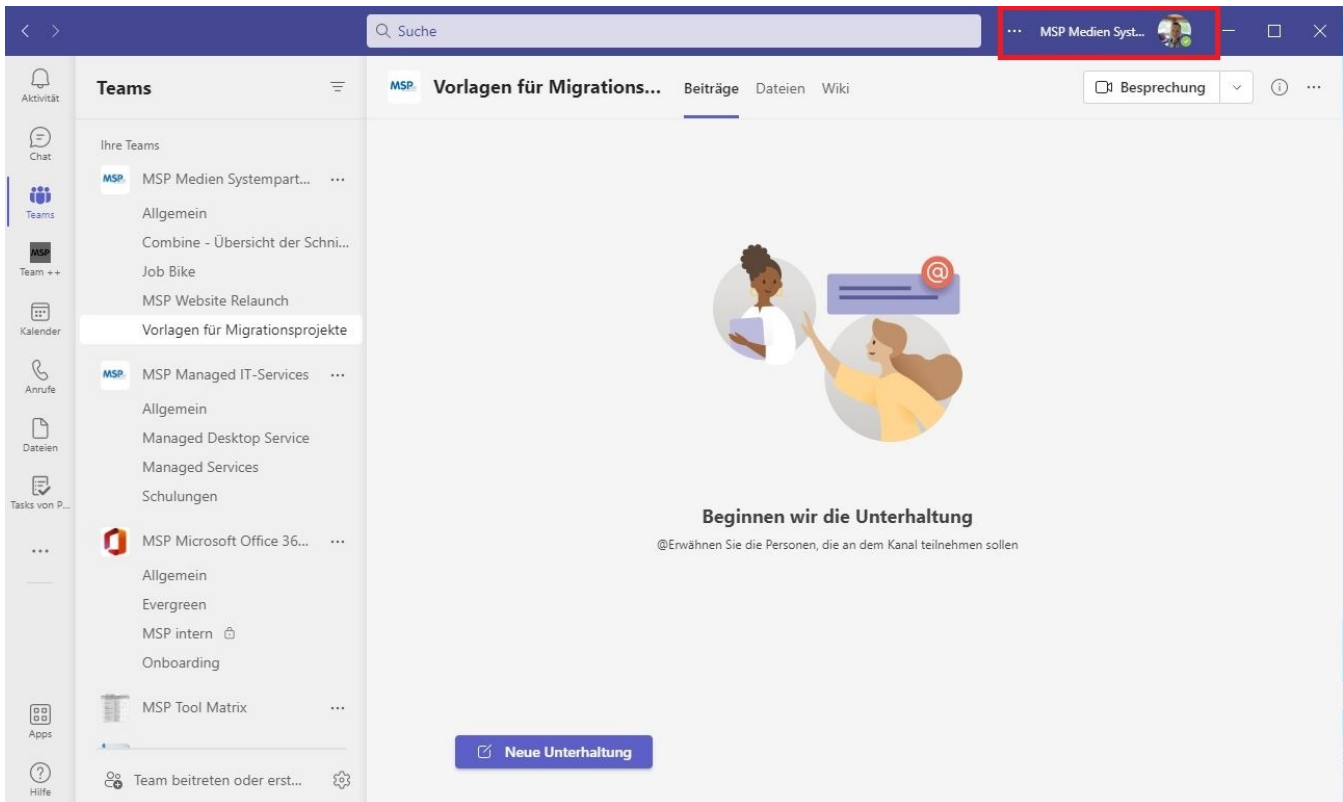 Suche
MSP Medien Syst...
Aktivität
Chat
Teams
MSP
Team ++
Kalender
Anrufe
Dateien
Tasks von P...
Apps
Hilfe
Teams
Ihre Teams
MSP MSP Medien Systempart...
Allgemein
Combine - Übersicht der Schni...
Job Bike
MSP Website Relaunch
Vorlagen für Migrationsprojekte
MSP MSP Managed IT-Services
Allgemein
Managed Desktop Service
Managed Services
Schulungen
MSP Microsoft Office 36...
Allgemein
Evergreen
MSP intern
Onboarding
MSP Tool Matrix
Team beitreten oder erst...
MSP Vorlagen für Migrations... Beiträge Dateien Wiki
Besprechung
@
Beginnen wir die Unterhaltung
@Erwähnen Sie die Personen, die an dem Kanal teilnehmen sollen
Neue Unterhaltung